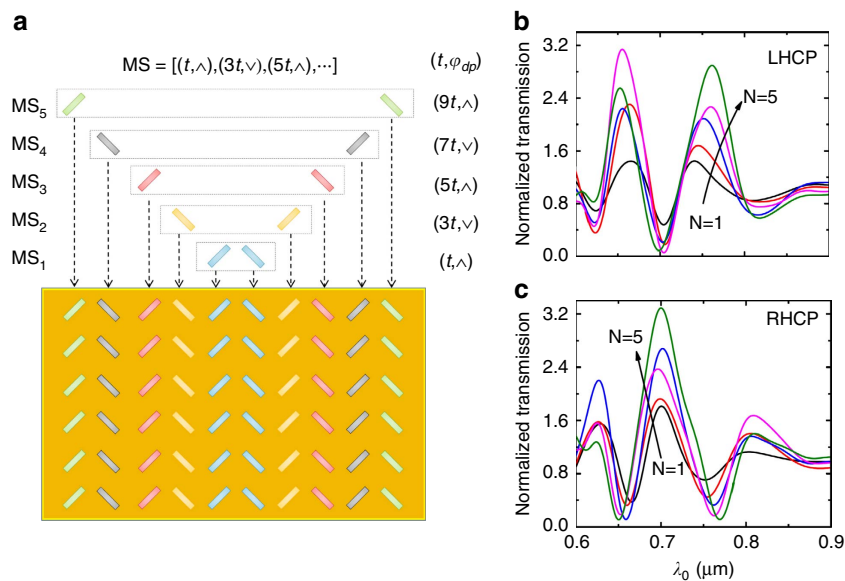 a
MS = [(t,∧),(3t,∨),(5t,∧),⋯]
(t,φdp)
MS5
(9t,∧)
MS4
(7t,∨)
MS3
(5t,∧)
MS2
(3t,∨)
MS1
(t,∧)
b
Normalized transmission
3.2
2.4
1.6
0.8
0.0
LHCP
N=5
N=1
c
Normalized transmission
3.2
2.4
1.6
0.8
0.0
RHCP
N=5
N=1
0.6
0.7
0.8
0.9
λ0 (μm)